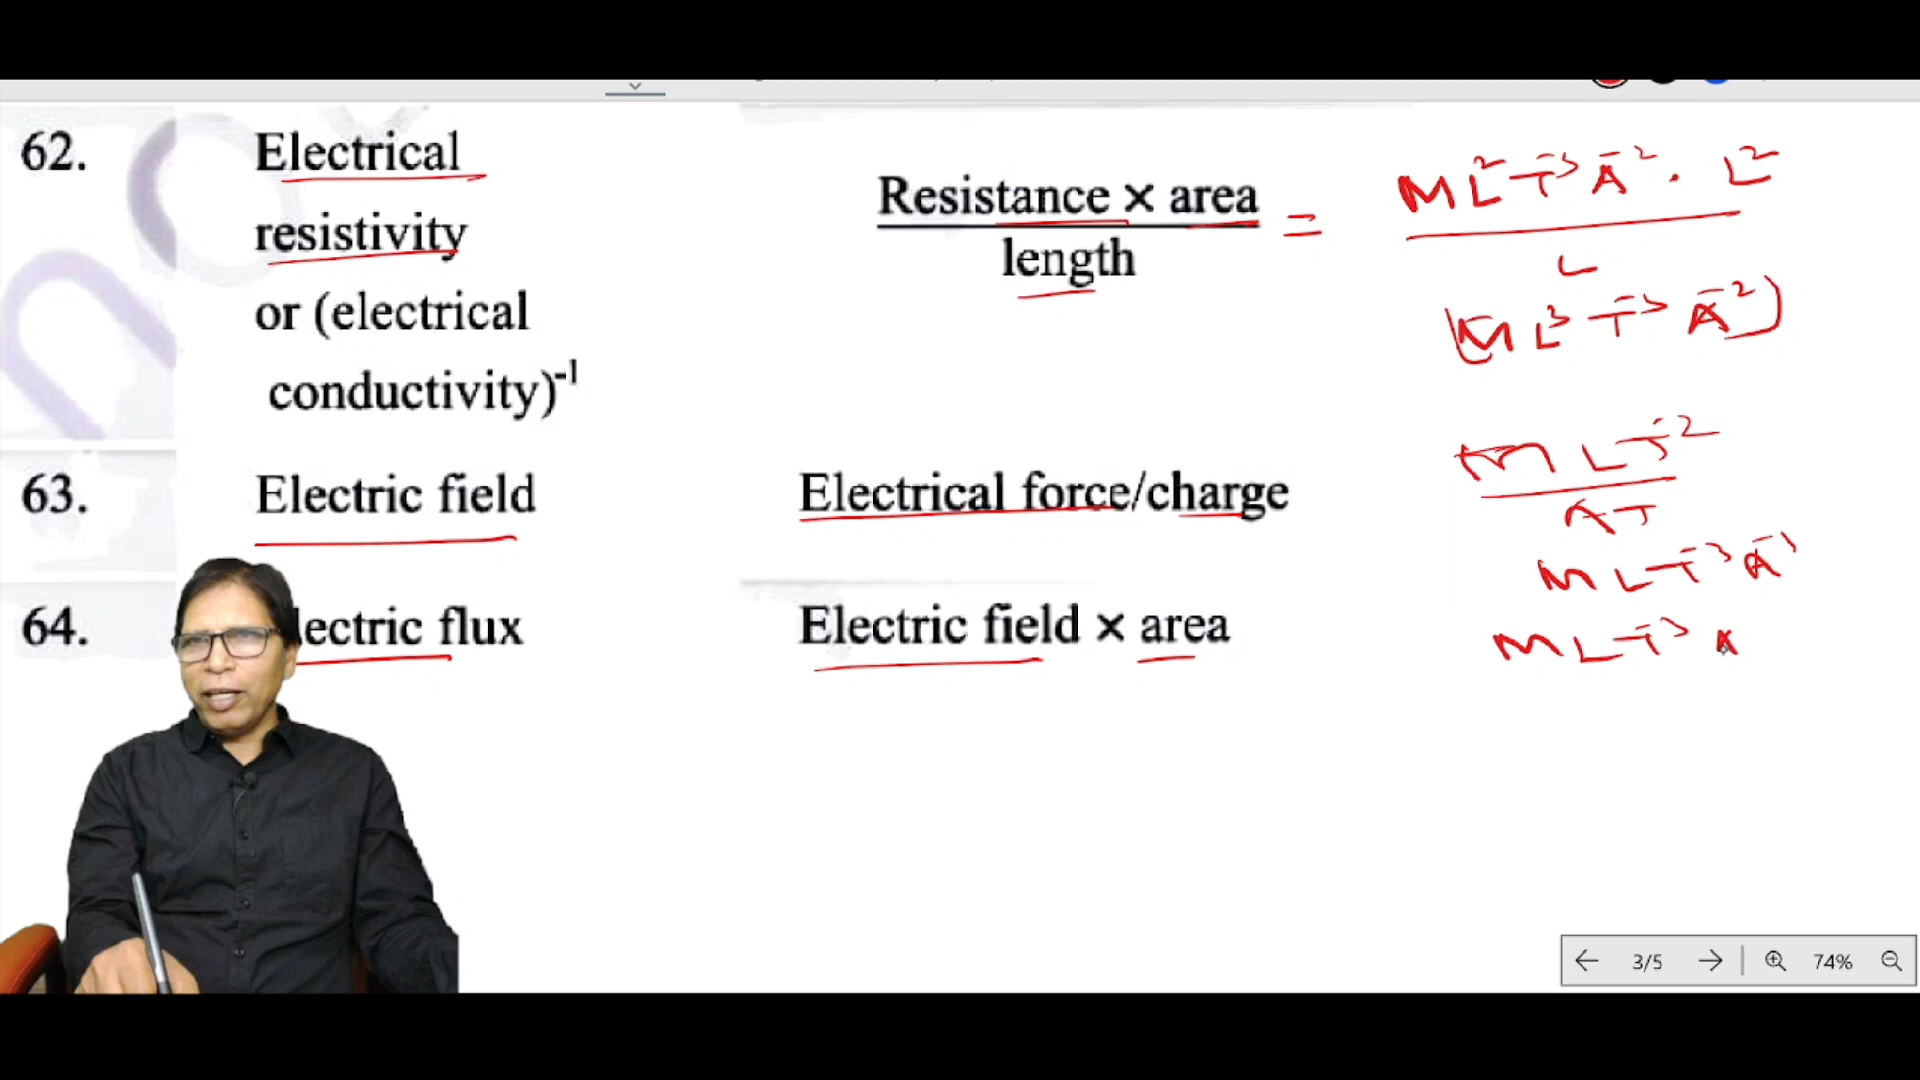 62.
Electrical
resistivity
or (electrical
conductivity)⁻¹
Resistance × area
length
=
ML²T⁻³A⁻² . L²
L
(ML³T⁻³A⁻²)
63.
Electric field
Electrical force/charge
MLT⁻²
AT
MLT⁻³A⁻¹
64.
lectric flux
Electric field × area
MLT⁻³ A
3/5
74%